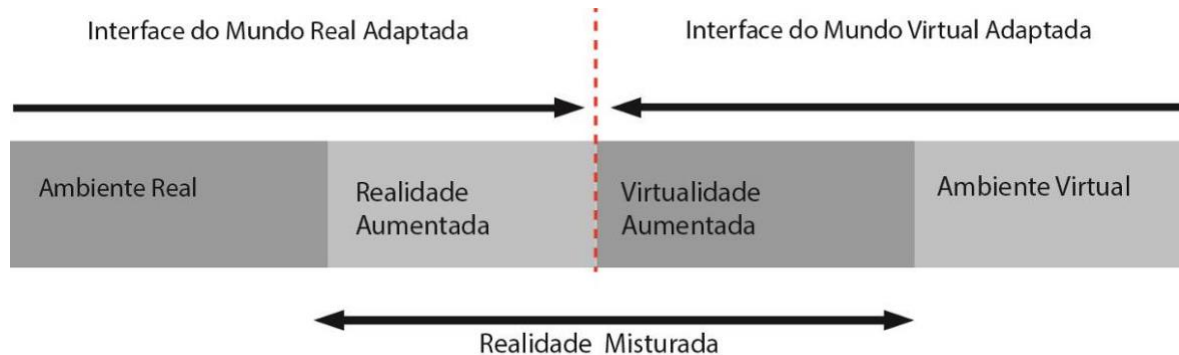 Interface do Mundo Real Adaptada
Interface do Mundo Virtual Adaptada
Ambiente Real
Realidade
Aumentada
Virtualidade
Aumentada
Ambiente Virtual
Realidade Misturada